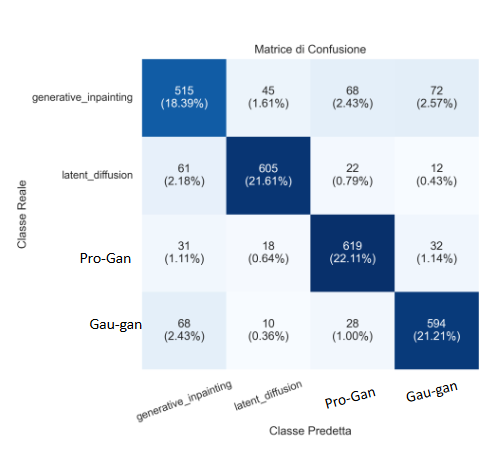 Matrice di Confusione
Classe Reale
generative_inpainting
515 45 68 72
(18.39%) (1.61%) (2.43%) (2.57%)
latent_diffusion
61 605 22 12
(2.18%) (21.61%) (0.79%) (0.43%)
Pro-Gan
31 18 619 32
(1.11%) (0.64%) (22.11%) (1.14%)
Gau-gan
68 10 28 594
(2.43%) (0.36%) (1.00%) (21.21%)
generative_inpainting latent_diffusion Pro-Gan Gau-gan
Classe Predetta